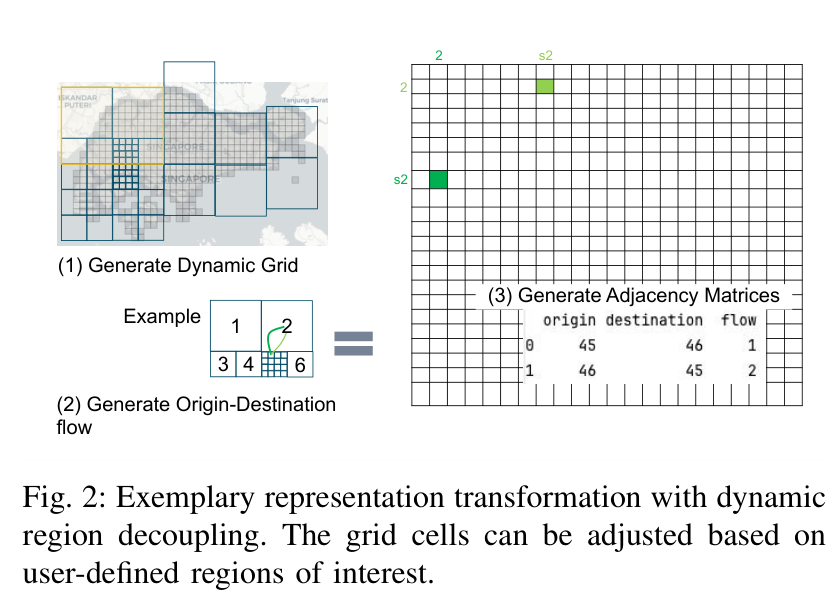 2 s2
ISKANDAR
PUTERI
Tanjung Surat
2
SINGAPORE
SINGAPORE
s2
(1) Generate Dynamic Grid
(3) Generate Adjacency Matrices
Example
1 2
3 4 6
origin destination flow
0 45 46 1
1 46 45 2
(2) Generate Origin-Destination
flow
Fig. 2: Exemplary representation transformation with dynamic
region decoupling. The grid cells can be adjusted based on
user-defined regions of interest.